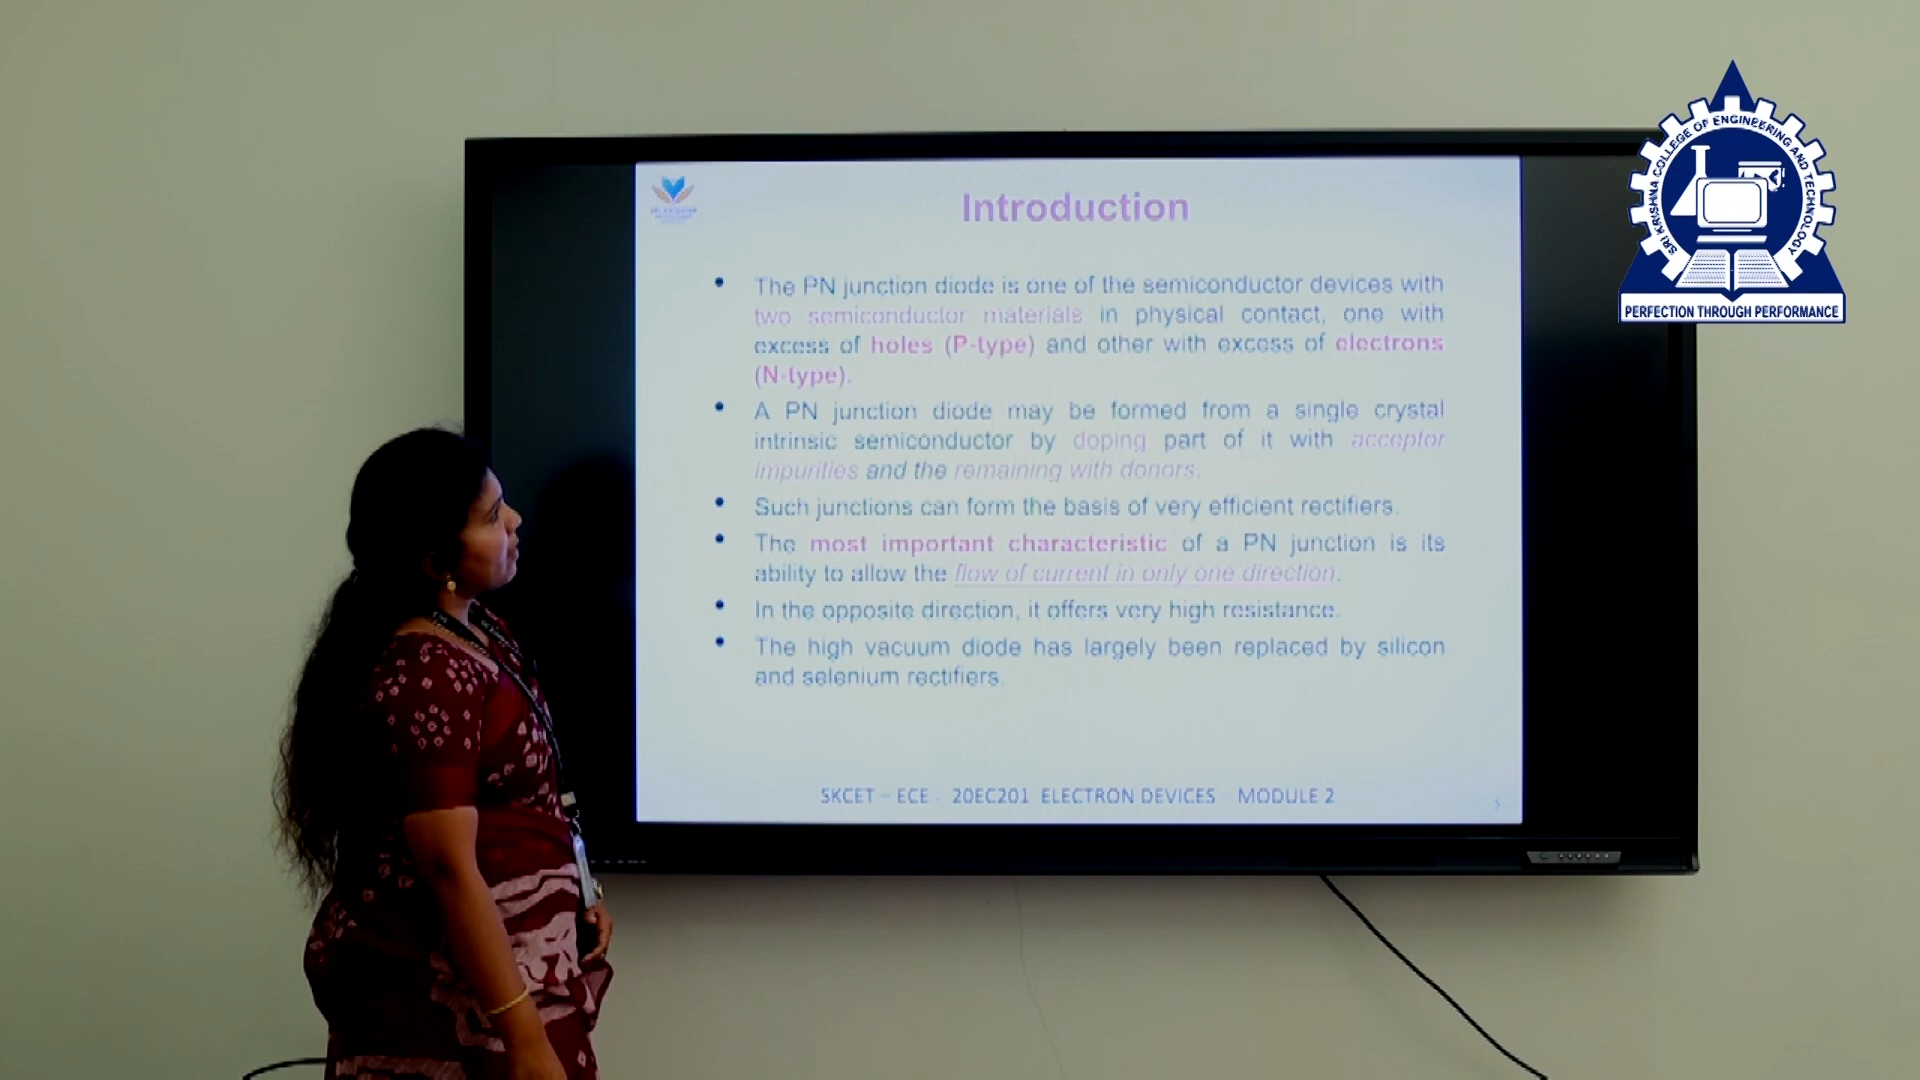 Introduction
• The PN junction diode is one of the semiconductor devices with
two semiconductor materials in physical contact, one with
excess of holes (P-type) and other with excess of electrons
(N-type).
• A PN junction diode may be formed from a single crystal
intrinsic semiconductor by doping part of it with acceptor
impurities and the remaining with donors.
• Such junctions can form the basis of very efficient rectifiers.
• The most important characteristic of a PN junction is its
ability to allow the flow of current in only one direction.
• In the opposite direction, it offers very high resistance.
• The high vacuum diode has largely been replaced by silicon
and selenium rectifiers.
SKCET – ECE - 20EC201 ELECTRON DEVICES MODULE 2
SRI KRISHNA COLLEGE OF ENGINEERING AND TECHNOLOGY
PERFECTION THROUGH PERFORMANCE